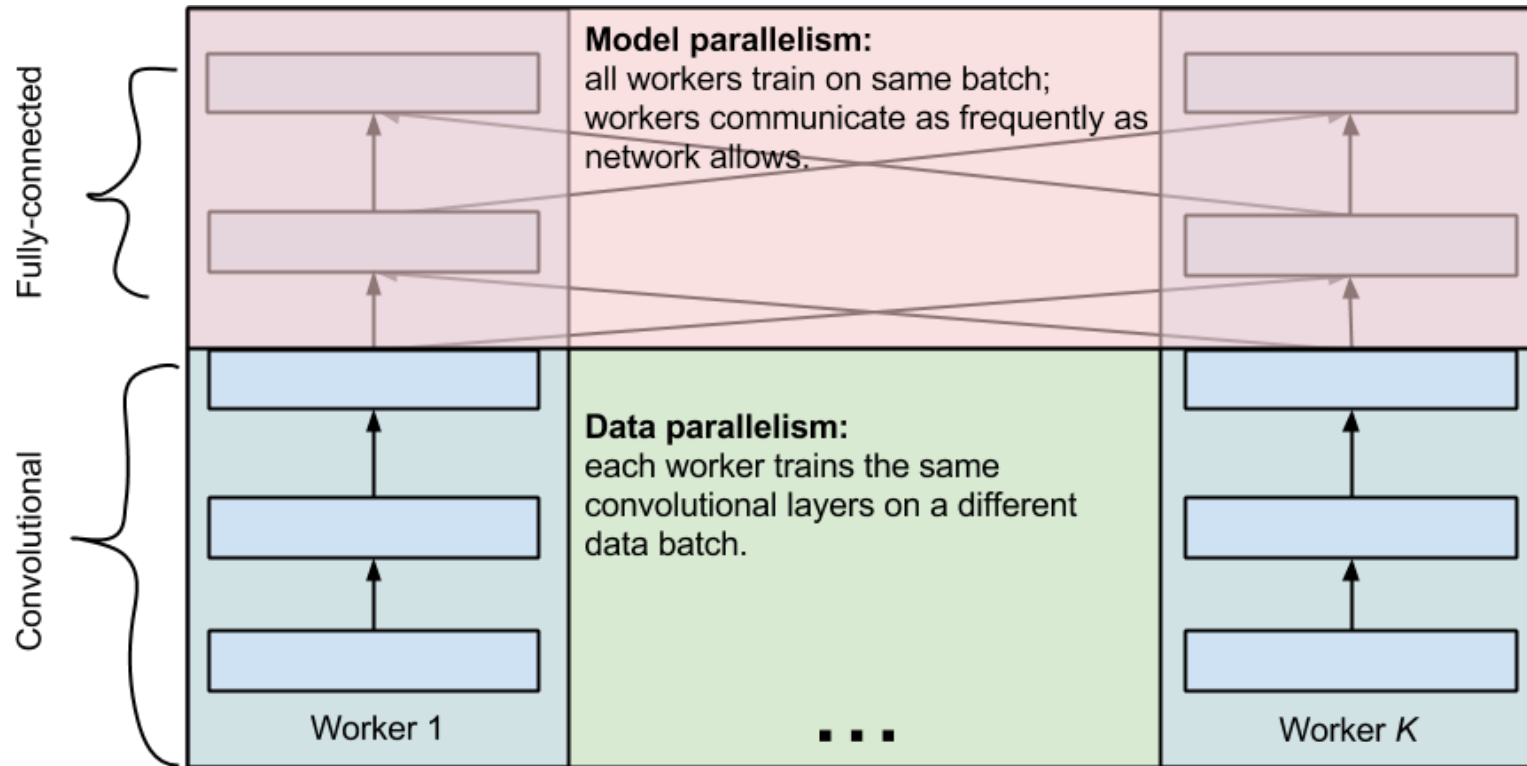 Fully-connected
Model parallelism:
all workers train on same batch;
workers communicate as frequently as
network allows.
Convolutional
Data parallelism:
each worker trains the same
convolutional layers on a different
data batch.
Worker 1
...
Worker K